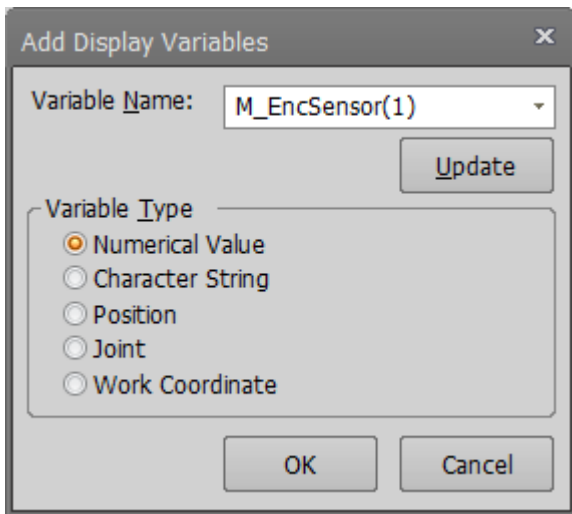 Add Display Variables
Variable Name: M_EncSensor(1)
Update
Variable Type
Numerical Value
Character String
Position
Joint
Work Coordinate
OK Cancel